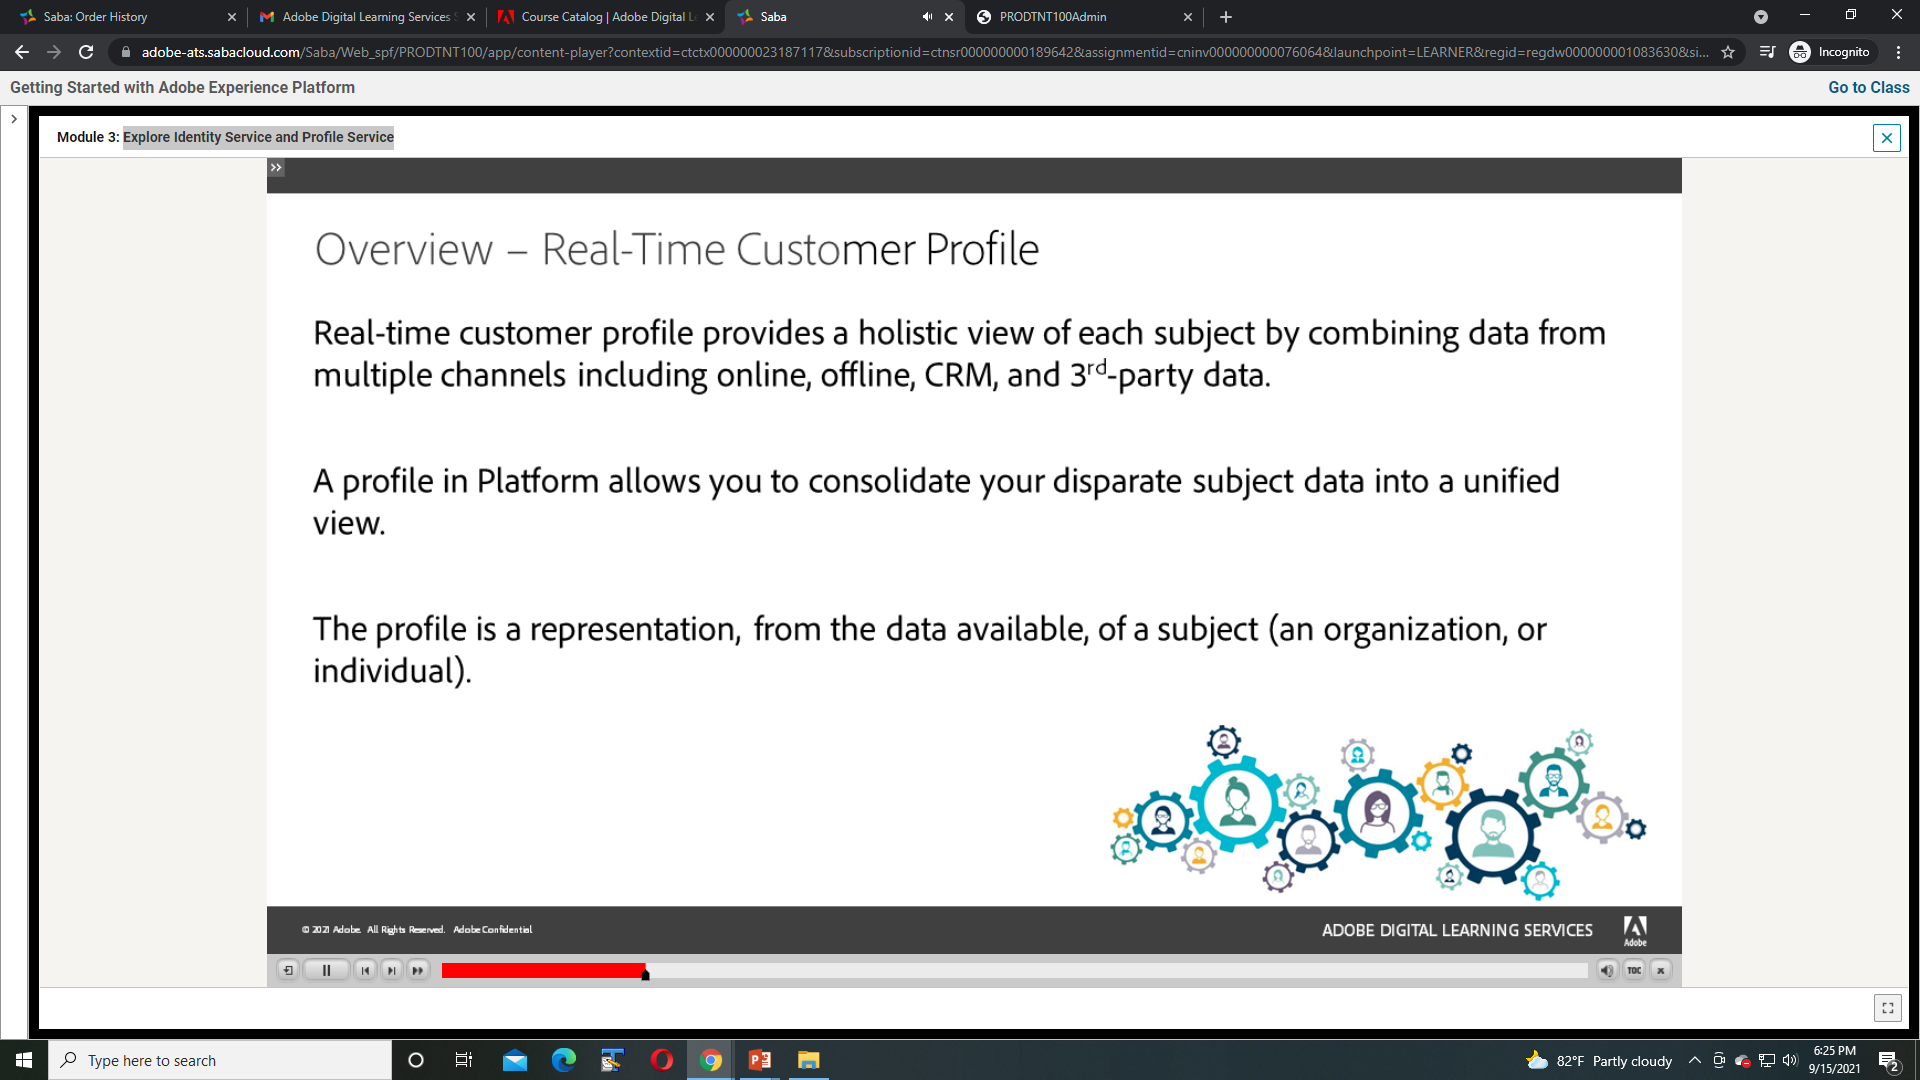 Saba: Order History
Adobe Digital Learning Services S
Course Catalog | Adobe Digital L
Saba
PRODTNT100Admin
adobe-ats.sabacloud.com/Saba/Web_spf/PRODTNT100/app/content-player?contextid=ctctx000000023187117&subscriptionid=ctnsr000000000189642&assignmentid=cninv000000000076064&launchpoint=LEARNER&regid=regdw000000001083630&si...
Incognito
Getting Started with Adobe Experience Platform
Go to Class
Module 3: Explore Identity Service and Profile Service
Overview – Real-Time Customer Profile
Real-time customer profile provides a holistic view of each subject by combining data from
multiple channels including online, offline, CRM, and 3rd-party data.
A profile in Platform allows you to consolidate your disparate subject data into a unified
view.
The profile is a representation, from the data available, of a subject (an organization, or
individual).
© 2021 Adobe. All Rights Reserved. Adobe Confidential
ADOBE DIGITAL LEARNING SERVICES
Adobe
TOC
Type here to search
82°F Partly cloudy
6:25 PM
9/15/2021
2